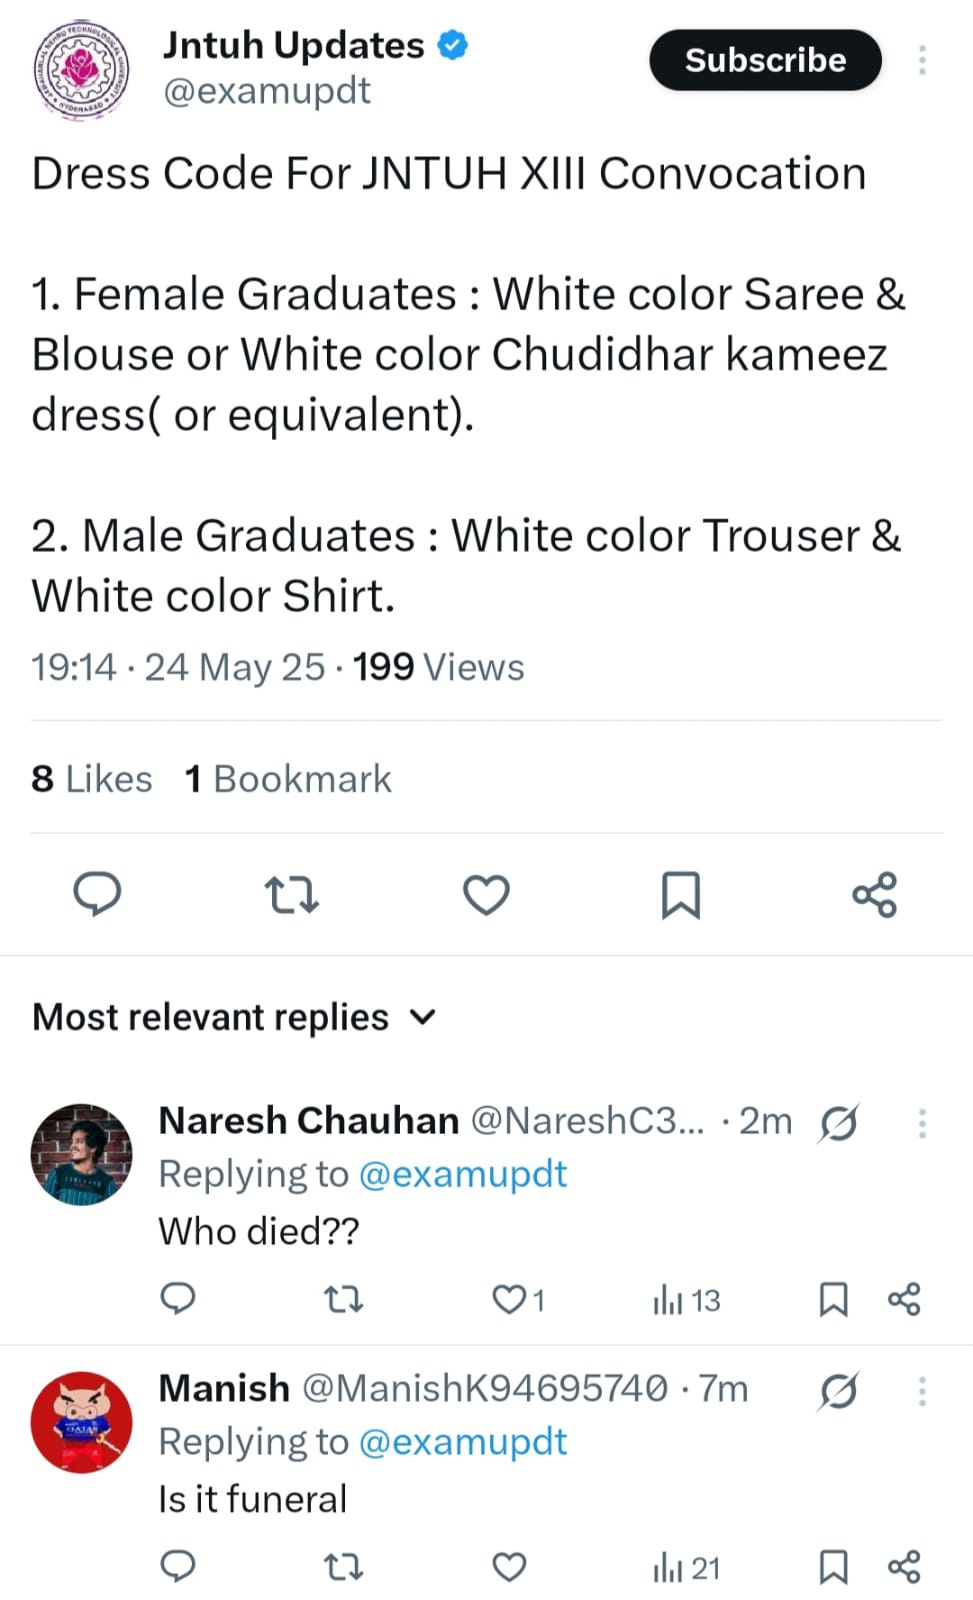 Jntuh Updates
@examupdt
Subscribe
Dress Code For JNTUH XIII Convocation
1. Female Graduates : White color Saree &
Blouse or White color Chudidhar kameez
dress( or equivalent).
2. Male Graduates : White color Trouser &
White color Shirt.
19:14 · 24 May 25 · 199 Views
8 Likes 1 Bookmark
Most relevant replies
Naresh Chauhan @NareshC3... · 2m
Replying to @examupdt
Who died??
1 13
Manish @ManishK94695740 · 7m
Replying to @examupdt
Is it funeral
21